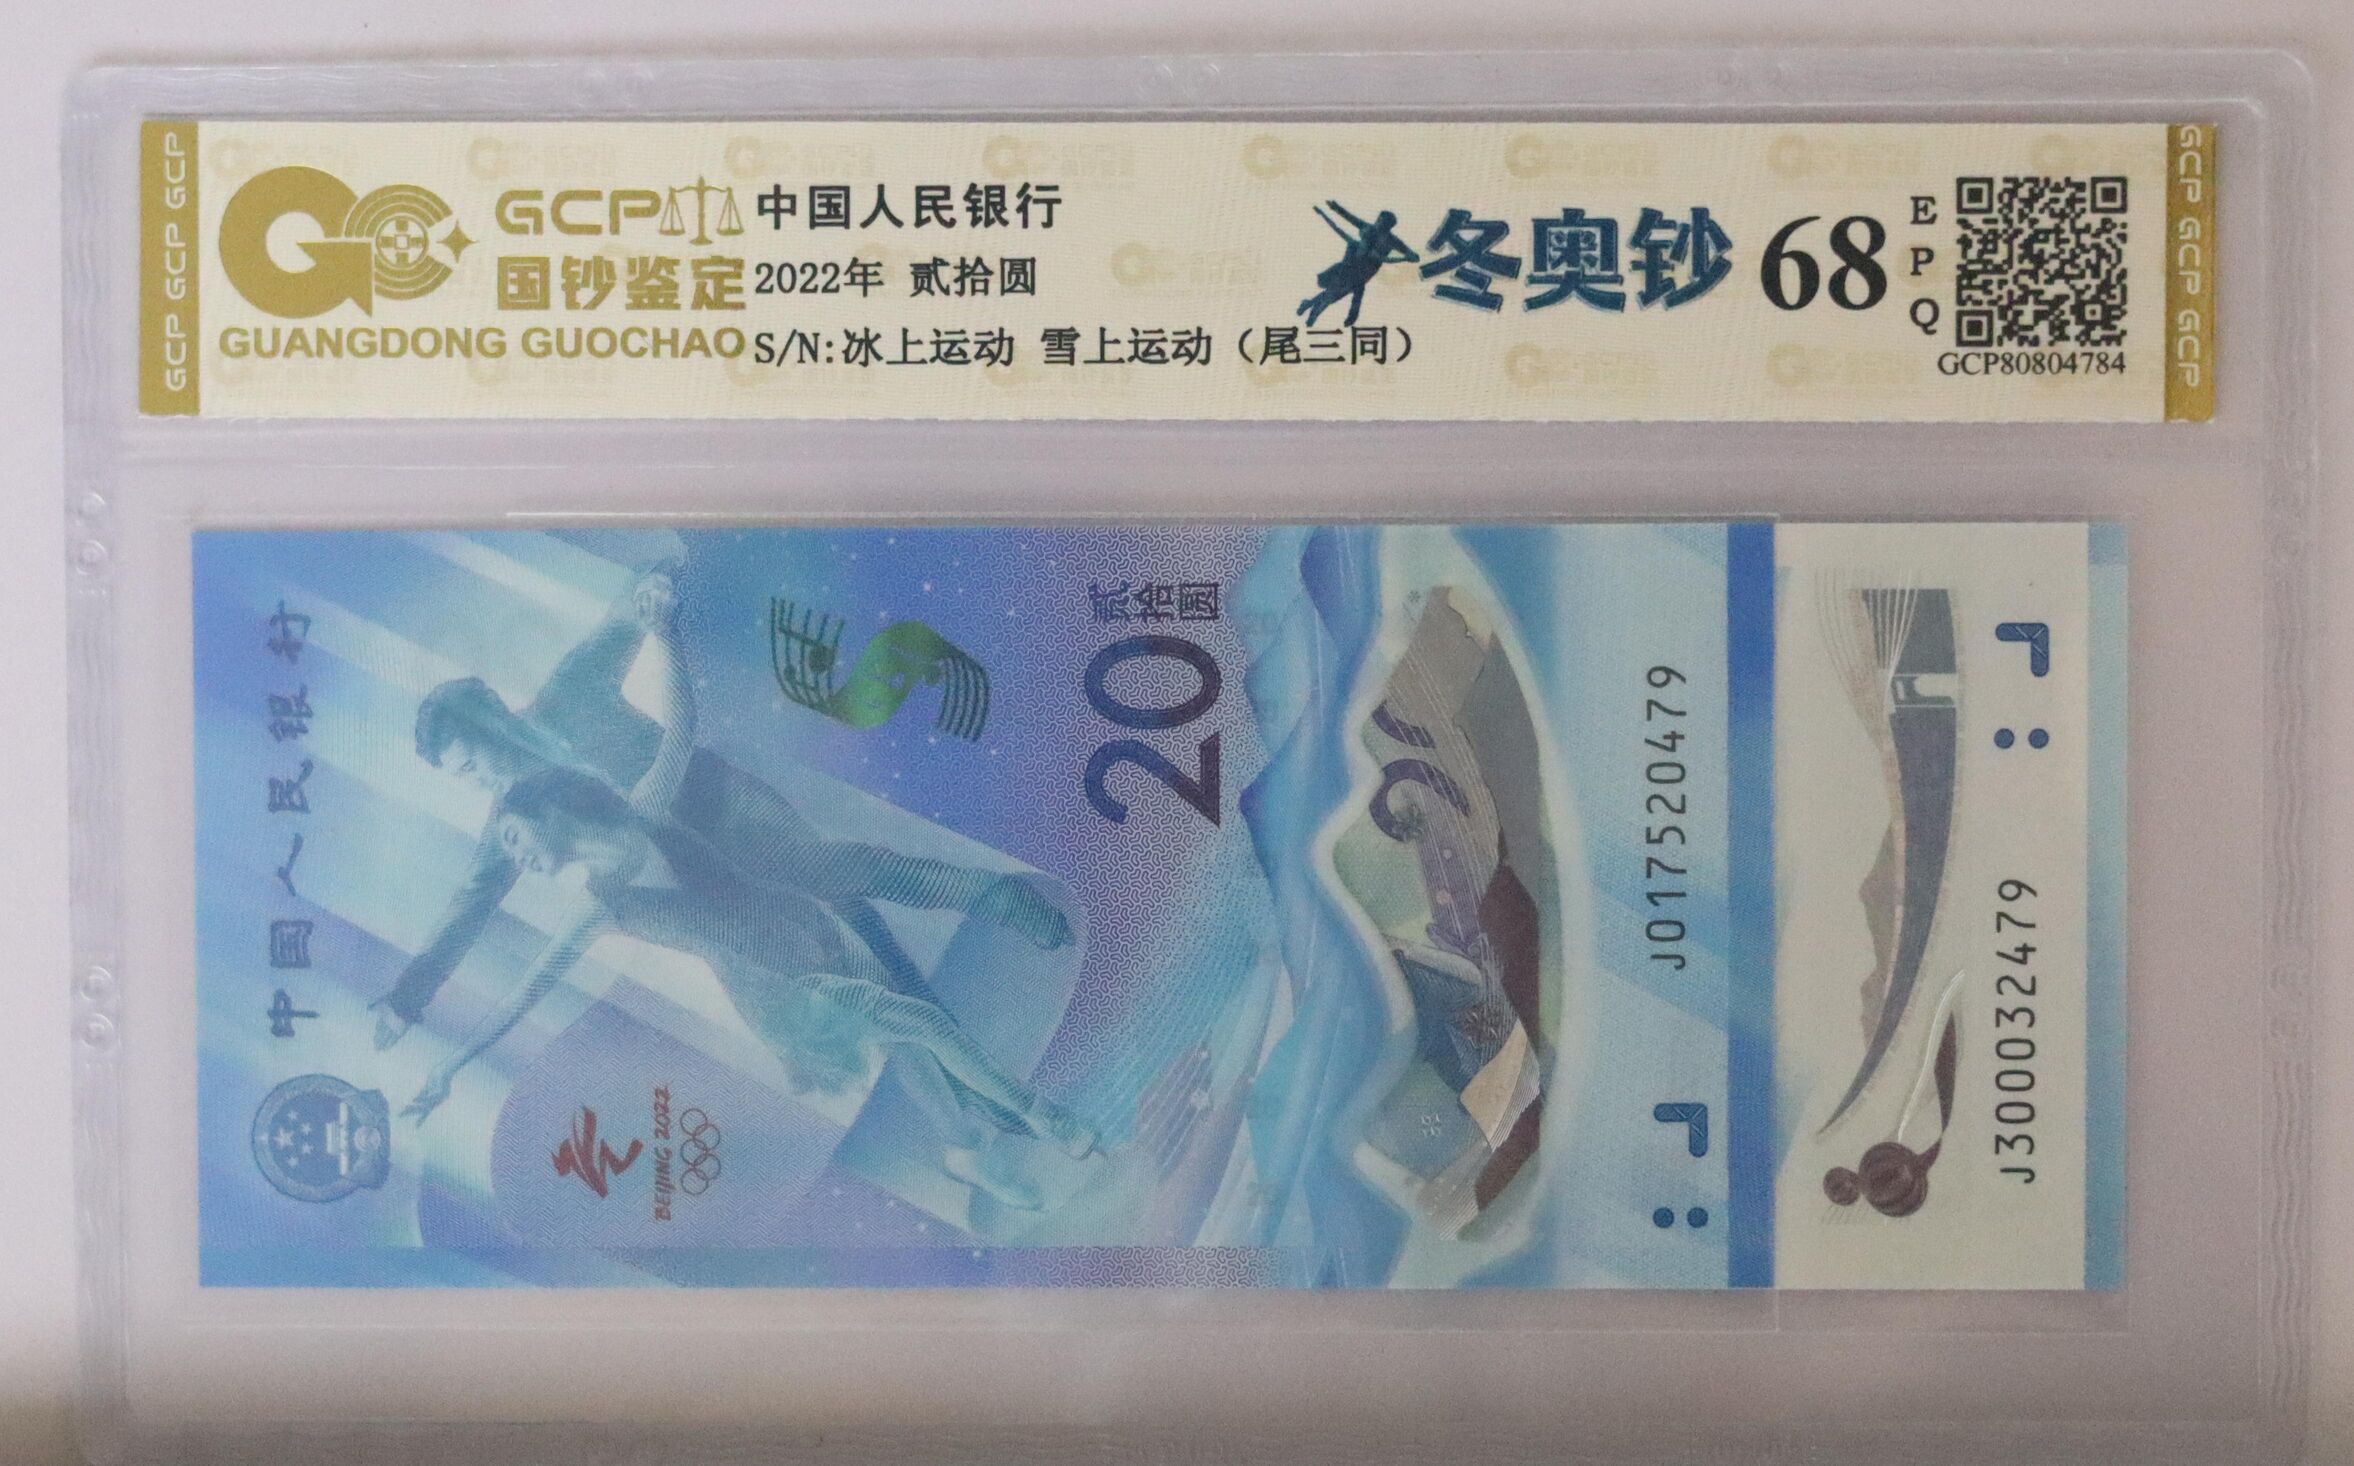 GCP GCP GCP
GCP
国钞鉴定
GUANGDONG GUOCHAO
中国人民银行
2022年 贰拾圆
S/N:冰上运动 雪上运动（尾三同）
冬奥钞
68
EPQ
GCP80804784
GCP GCP GCP
中国人民银行
BEIJING 2022
贰拾圆
20
J017520479
J300032479